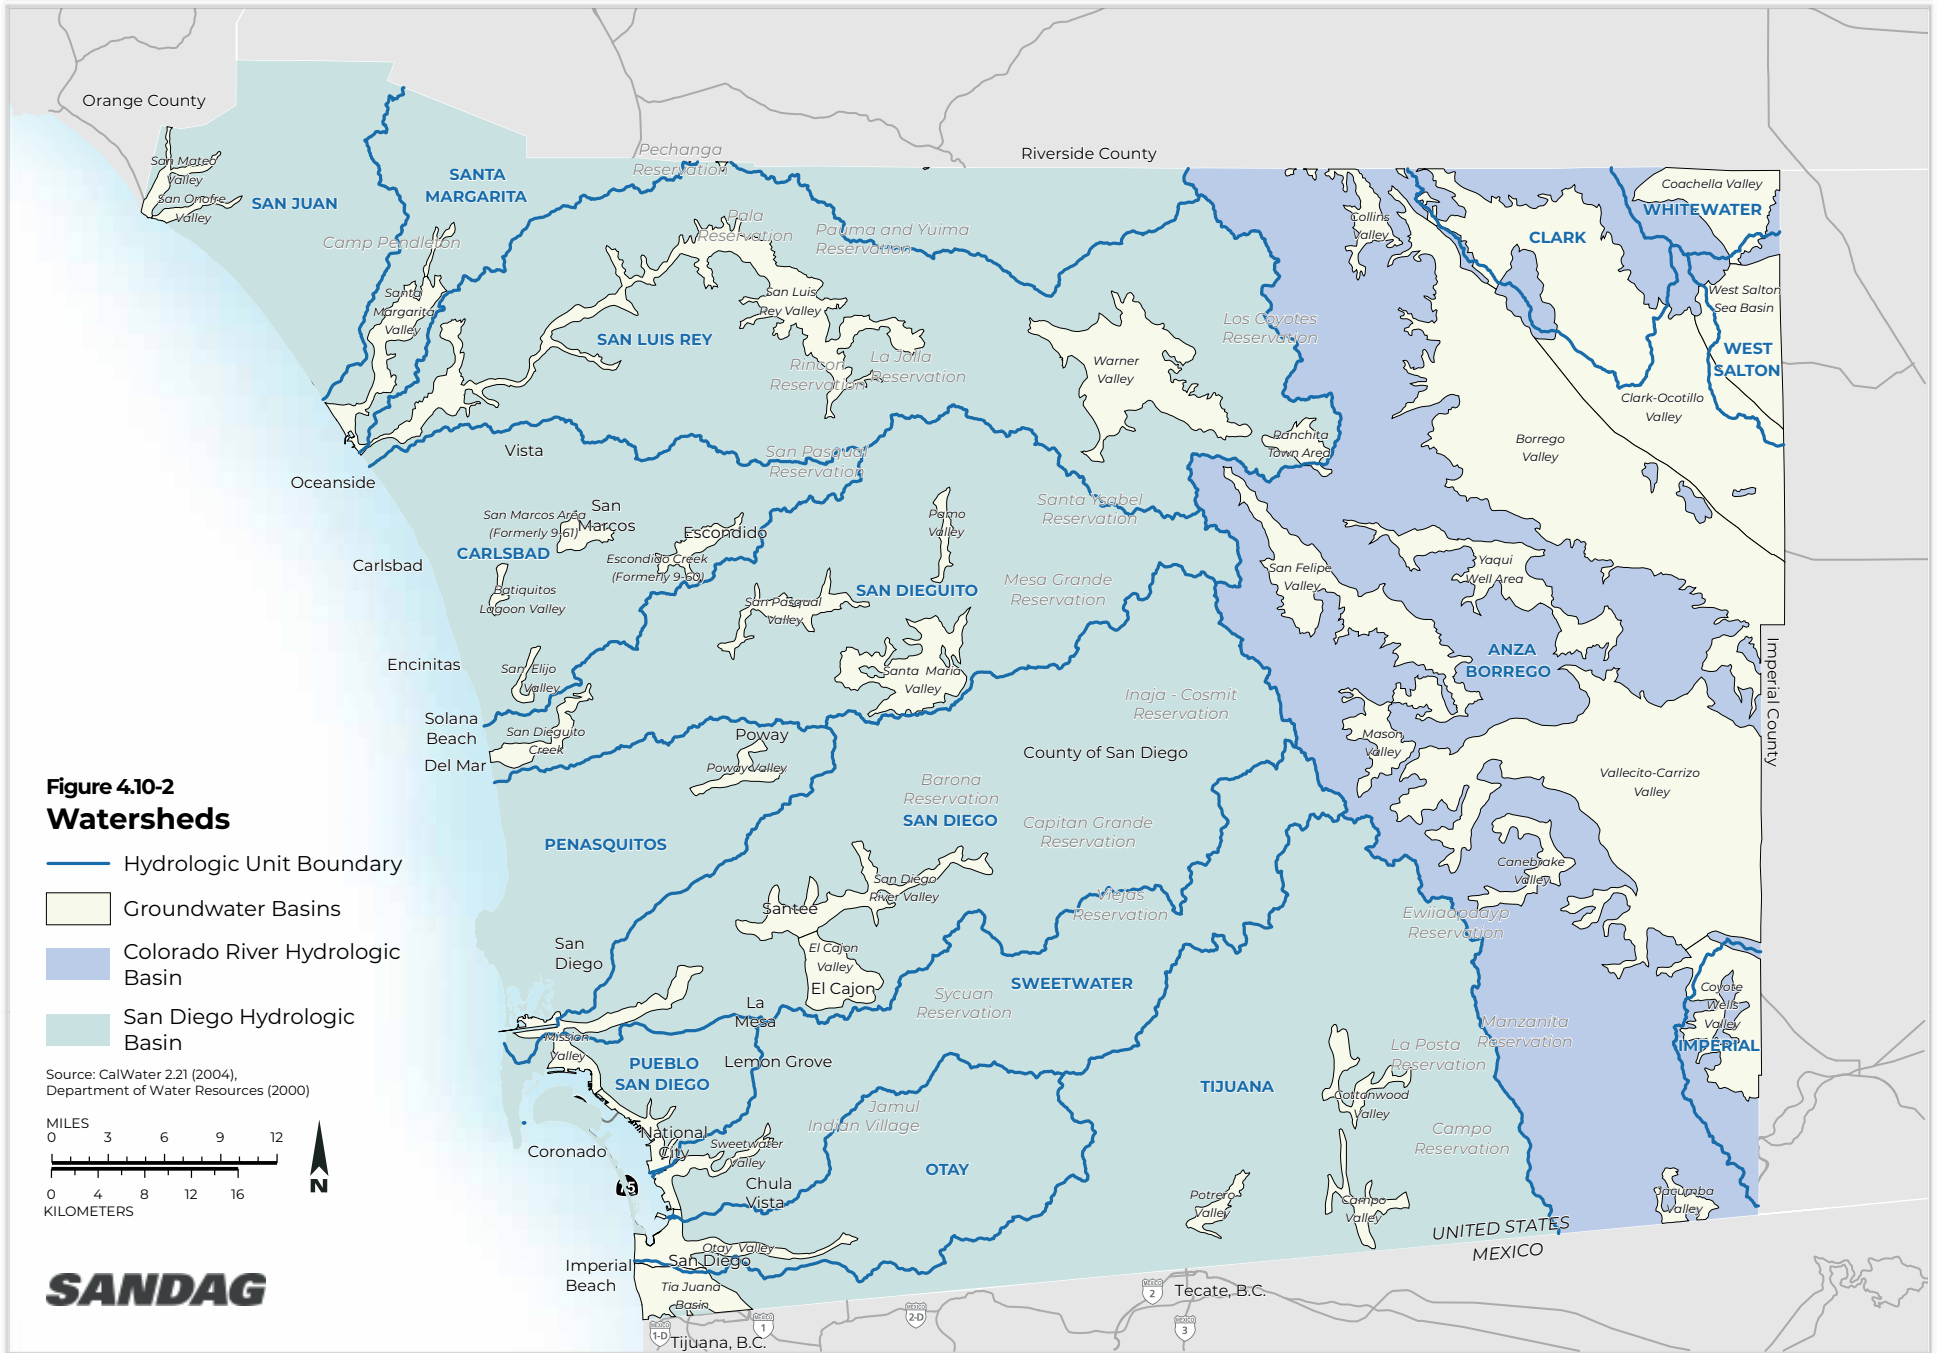 Orange County
Riverside County
Pechanga
Reservation
San Mateo
Valley
San Onofre
Valley
SAN JUAN
SANTA
MARGARITA
Camp Pendleton
Santa
Margarita
Valley
Pala
Reservation
Pauma and Yuima
Reservation
San Luis
Rey Valley
SAN LUIS REY
Rincon
Reservation
La Jolla
Reservation
Warner
Valley
Los Coyotes
Reservation
Ranchita
Town Area
Collins
Valley
CLARK
Coachella Valley
WHITEWATER
West Salton
Sea Basin
WEST
SALTON
Clark-Ocotillo
Valley
Borrego
Valley
Vista
Oceanside
San Pasqual
Reservation
San Marcos Area
(Formerly 9-61)
San
Marcos
CARLSBAD
Carlsbad
Escondido
Escondido Creek
(Formerly 9-60)
Batiquitos
Lagoon Valley
Pamo
Valley
Santa Ysabel
Reservation
Mesa Grande
Reservation
SAN DIEGUITO
San Pasqual
Valley
Santa Maria
Valley
San Felipe
Valley
Yaqui
Well Area
ANZA
BORREGO
Imperial County
Encinitas
San Elijo
Valley
Solana
Beach
San Dieguito
Creek
Del Mar
Poway
Poway Valley
Inaja - Cosmit
Reservation
County of San Diego
Mason
Valley
Vallecito-Carrizo
Valley
Barona
Reservation
SAN DIEGO
Capitan Grande
Reservation
PENASQUITOS
Canebrake
Valley
San Diego
River Valley
Santee
Viejas
Reservation
Ewiiaapaayp
Reservation
El Cajon
Valley
El Cajon
San
Diego
SWEETWATER
Sycuan
Reservation
La
Mesa
Mission
Valley
PUEBLO
SAN DIEGO
Lemon Grove
Manzanita
Reservation
La Posta
Reservation
Coyote
Wells
Valley
IMPERIAL
TIJUANA
Cottonwood
Valley
Jamul
Indian Village
Campo
Reservation
National
City
Sweetwater
Valley
Coronado
75
Chula
Vista
OTAY
Potrero
Valley
Campo
Valley
Jacumba
Valley
UNITED STATES
MEXICO
Otay Valley
San Diego
Imperial
Beach
Tia Juana
Basin
MEXICO
1-D
Tijuana, B.C.
MEXICO
1
MEXICO
2-D
MEXICO
2
Tecate, B.C.
MEXICO
3
Figure 4.10-2
Watersheds
Hydrologic Unit Boundary
Groundwater Basins
Colorado River Hydrologic
Basin
San Diego Hydrologic
Basin
Source: CalWater 2.21 (2004),
Department of Water Resources (2000)
MILES
0 3 6 9 12
0 4 8 12 16
KILOMETERS
N
SANDAG